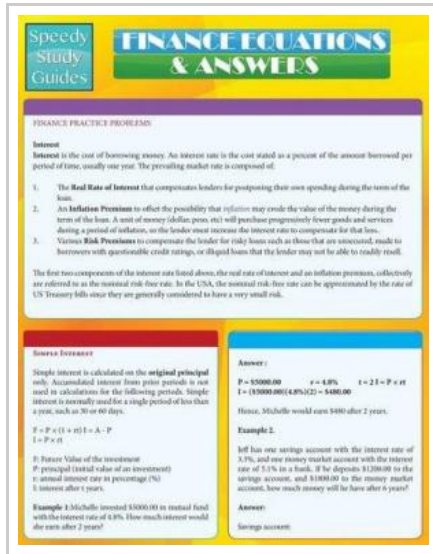 Speedy
Study
Guides
FINANCE EQUATIONS
& ANSWERS
FINANCE PRACTICE PROBLEMS
Interest
Interest is the cost of borrowing money. An interest rate is the cost stated as a percent of the amount borrowed per
period of time, usually one year. The prevailing market rate is composed of:
1. The Real Rate of Interest that compensates lenders for postponing their own spending during the term of the
loan.
2. An Inflation Premium to offset the possibility that inflation may erode the value of the money during the
term of the loan. A unit of money (dollar, peso, etc) will purchase progressively fewer goods and services
during a period of inflation, so the lender must increase the interest rate to compensate for that loss.
3. Various Risk Premiums to compensate the lender for risky loans such as those that are unsecured, made to
borrowers with questionable credit ratings, or illiquid loans that the lender may not be able to readily resell.
The first two components of the interest rate listed above, the real rate of interest and an inflation premium, collectively
are referred to as the nominal risk-free rate. In the USA, the nominal risk-free rate can be approximated by the rate of
US Treasury bills since they are generally considered to have a very small risk.
SIMPLE INTEREST
Simple interest is calculated on the original principal
only. Accumulated interest from prior periods is not
used in calculations for the following periods. Simple
interest is normally used for a single period of less than
a year, such as 30 or 60 days.
F = P × (1 + rt) I = A - P
I = P × rt
F: Future Value of the investment
P: principal (initial value of an investment)
r: annual interest rate in percentage (%)
I: interest after t years.
Example 1 Michelle invested $5000.00 in mutual fund
with the interest rate of 4.8%. How much interest would
she earn after 2 years?
Answer :
P = $5000.00 r = 4.8% t = 2 I = P × rt
I = ($5000.00)(4.8%)(2) = $480.00
Hence, Michelle would earn $480 after 2 years.
Example 2.
Jeff has one savings account with the interest rate of
3.3%, and one money market account with the interest
rate of 5.1% in a bank. If he deposits $1200.00 to the
savings account, and $1800.00 to the money market
account, how much money will he have after 6 years?
Answer:
Savings account: